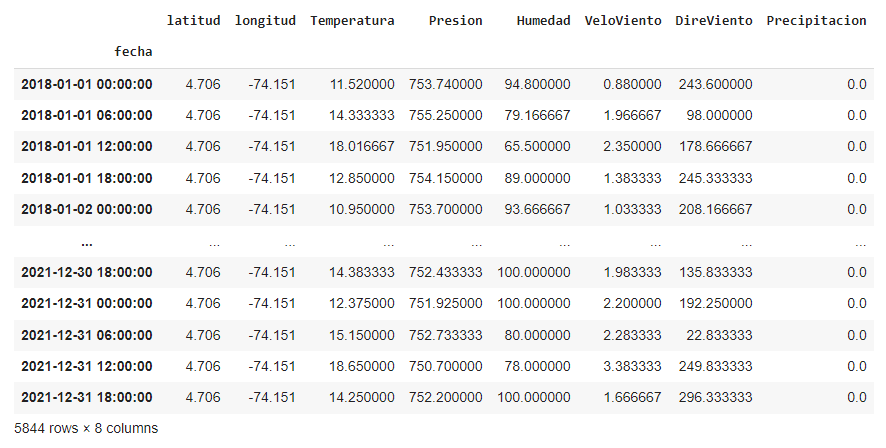 latitud longitud Temperatura Presion Humedad VeloViento DireViento Precipitacion
fecha
2018-01-01 00:00:00 4.706 -74.151 11.520000 753.740000 94.800000 0.880000 243.600000 0.0
2018-01-01 06:00:00 4.706 -74.151 14.333333 755.250000 79.166667 1.966667 98.000000 0.0
2018-01-01 12:00:00 4.706 -74.151 18.016667 751.950000 65.500000 2.350000 178.666667 0.0
2018-01-01 18:00:00 4.706 -74.151 12.850000 754.150000 89.000000 1.383333 245.333333 0.0
2018-01-02 00:00:00 4.706 -74.151 10.950000 753.700000 93.666667 1.033333 208.166667 0.0
... ... ... ... ... ... ... ... ...
2021-12-30 18:00:00 4.706 -74.151 14.383333 752.433333 100.000000 1.983333 135.833333 0.0
2021-12-31 00:00:00 4.706 -74.151 12.375000 751.925000 100.000000 2.200000 192.250000 0.0
2021-12-31 06:00:00 4.706 -74.151 15.150000 752.733333 80.000000 2.283333 22.833333 0.0
2021-12-31 12:00:00 4.706 -74.151 18.650000 750.700000 78.000000 3.383333 249.833333 0.0
2021-12-31 18:00:00 4.706 -74.151 14.250000 752.200000 100.000000 1.666667 296.333333 0.0
5844 rows × 8 columns